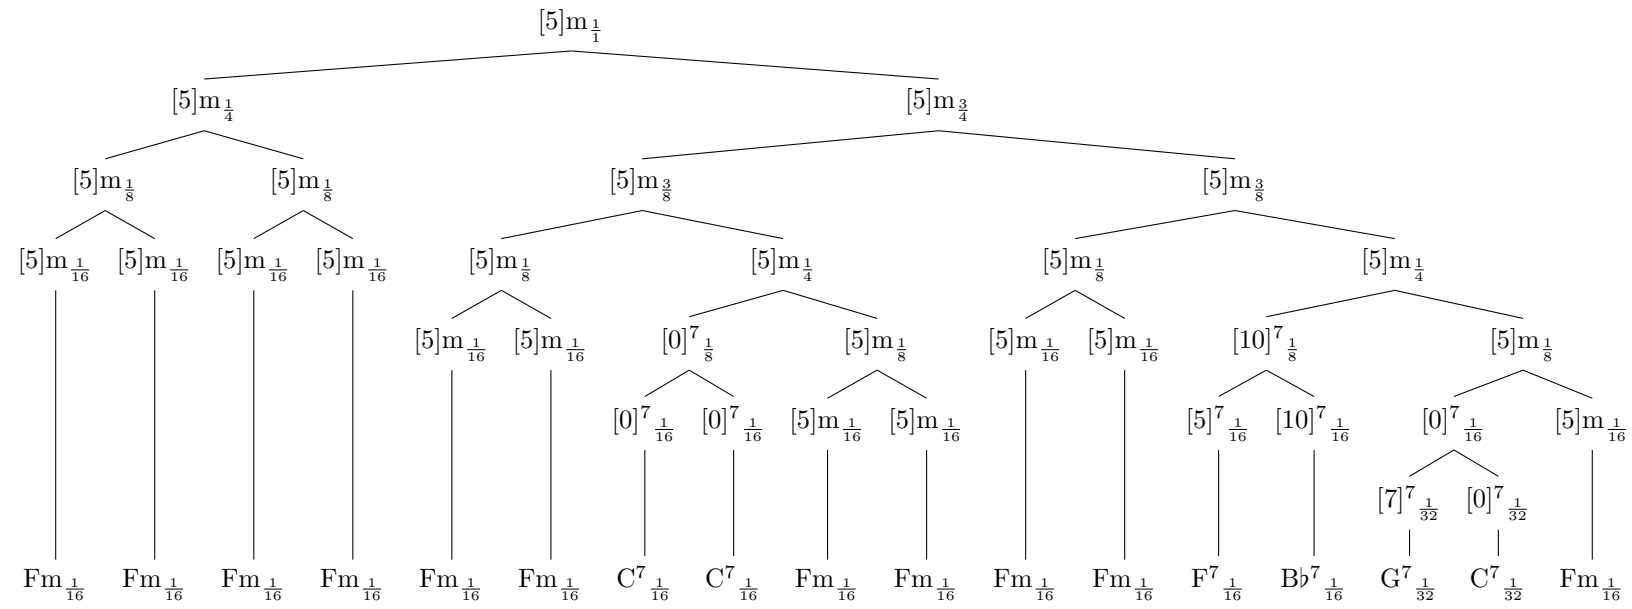 [5]m 1/1
[5]m 1/4 [5]m 3/4
[5]m 1/8 [5]m 1/8 [5]m 3/8 [5]m 3/8
[5]m 1/16 [5]m 1/16 [5]m 1/16 [5]m 1/16 [5]m 1/8 [5]m 1/4 [5]m 1/8 [5]m 1/4
[5]m 1/16 [5]m 1/16 [0]⁷ 1/8 [5]m 1/8 [5]m 1/16 [5]m 1/16 [10]⁷ 1/8 [5]m 1/8
[0]⁷ 1/16 [0]⁷ 1/16 [5]m 1/16 [5]m 1/16 [5]⁷ 1/16 [10]⁷ 1/16 [0]⁷ 1/16 [5]m 1/16
[7]⁷ 1/32 [0]⁷ 1/32
Fm 1/16 Fm 1/16 Fm 1/16 Fm 1/16 Fm 1/16 Fm 1/16 C⁷ 1/16 C⁷ 1/16 Fm 1/16 Fm 1/16 Fm 1/16 Fm 1/16 F⁷ 1/16 B♭⁷ 1/16 G⁷ 1/32 C⁷ 1/32 Fm 1/16